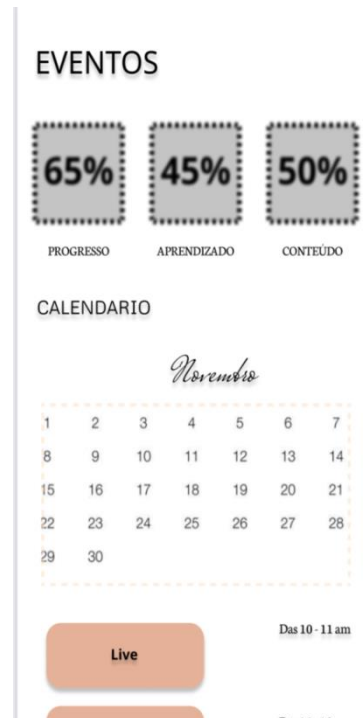 EVENTOS
65% 45% 50%
PROGRESSO APRENDIZADO CONTEÚDO
CALENDARIO
Novembro
1 2 3 4 5 6 7
8 9 10 11 12 13 14
15 16 17 18 19 20 21
22 23 24 25 26 27 28
29 30
Das 10 - 11 am
Live